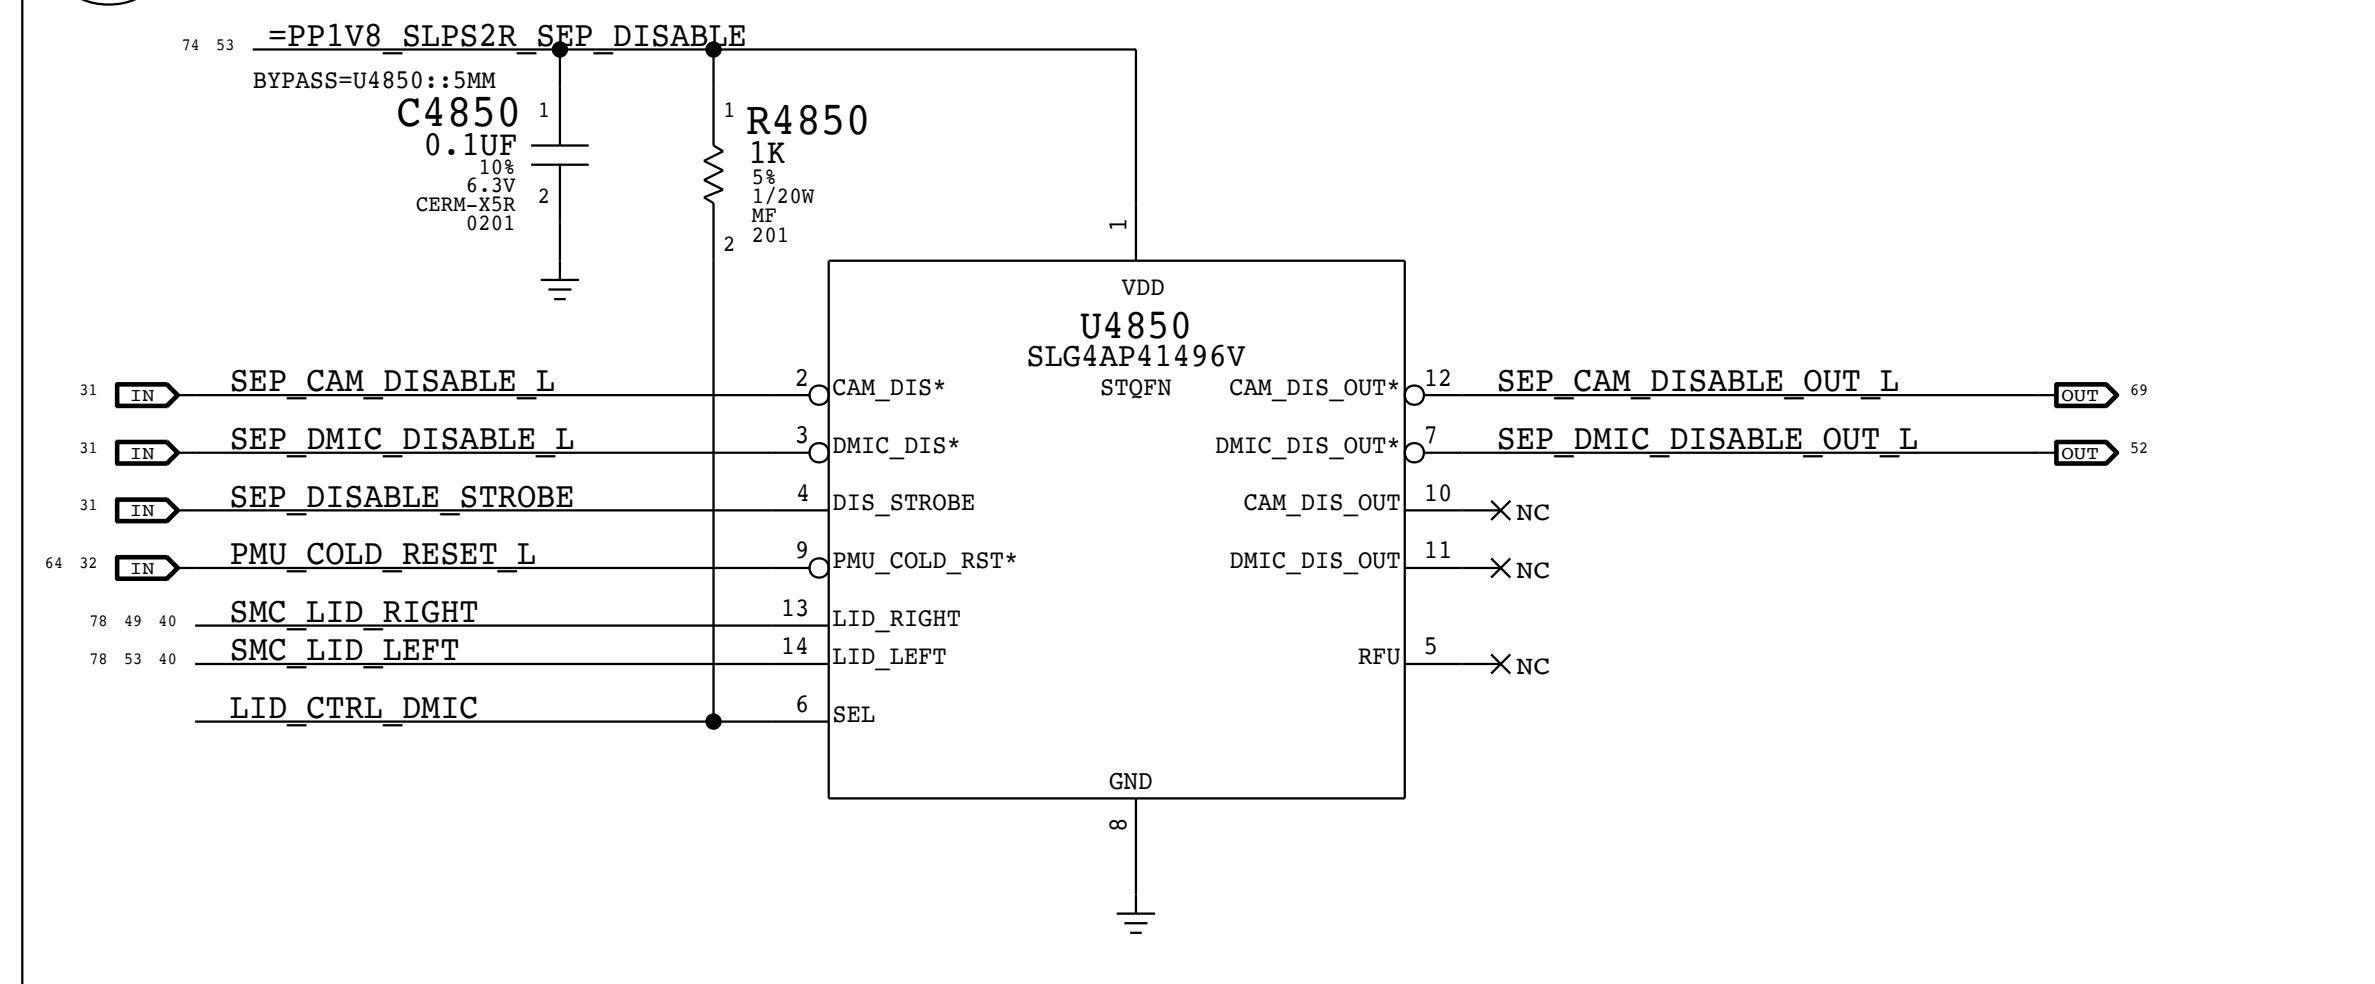 74 53 =PP1V8_SLPS2R_SEP_DISABLE
BYPASS=U4850::5MM
C4850 1
0.1UF
10%
6.3V
CERM-X5R 2
0201
1 R4850
1K
5%
1/20W
MF
201
2
1
VDD
U4850
SLG4AP41496V
STQFN
31 IN SEP_CAM_DISABLE_L 2 CAM_DIS* CAM_DIS_OUT* 12 SEP_CAM_DISABLE_OUT_L OUT 69
31 IN SEP_DMIC_DISABLE_L 3 DMIC_DIS* DMIC_DIS_OUT* 7 SEP_DMIC_DISABLE_OUT_L OUT 52
31 IN SEP_DISABLE_STROBE 4 DIS_STROBE CAM_DIS_OUT 10 NC
64 32 IN PMU_COLD_RESET_L 9 PMU_COLD_RST* DMIC_DIS_OUT 11 NC
78 49 40 SMC_LID_RIGHT 13 LID_RIGHT
78 53 40 SMC_LID_LEFT 14 LID_LEFT RFU 5 NC
LID_CTRL_DMIC 6 SEL
GND
8